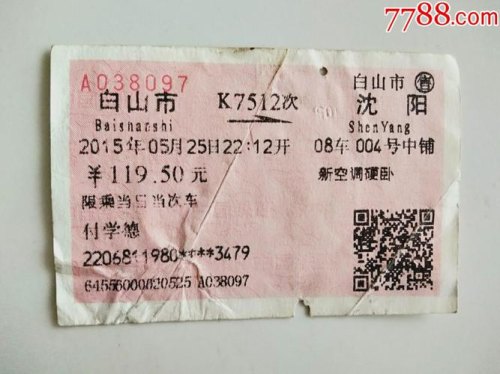 7788.com
A038097
白山市 售
白山市 K7512次 沈阳
Baishanshi ShenYang
2015年05月25日22:12开 08车 004号中铺
￥119.50元 新空调硬卧
限乘当日当次车
付学德
2206811980****3479
64556000020525 A038097